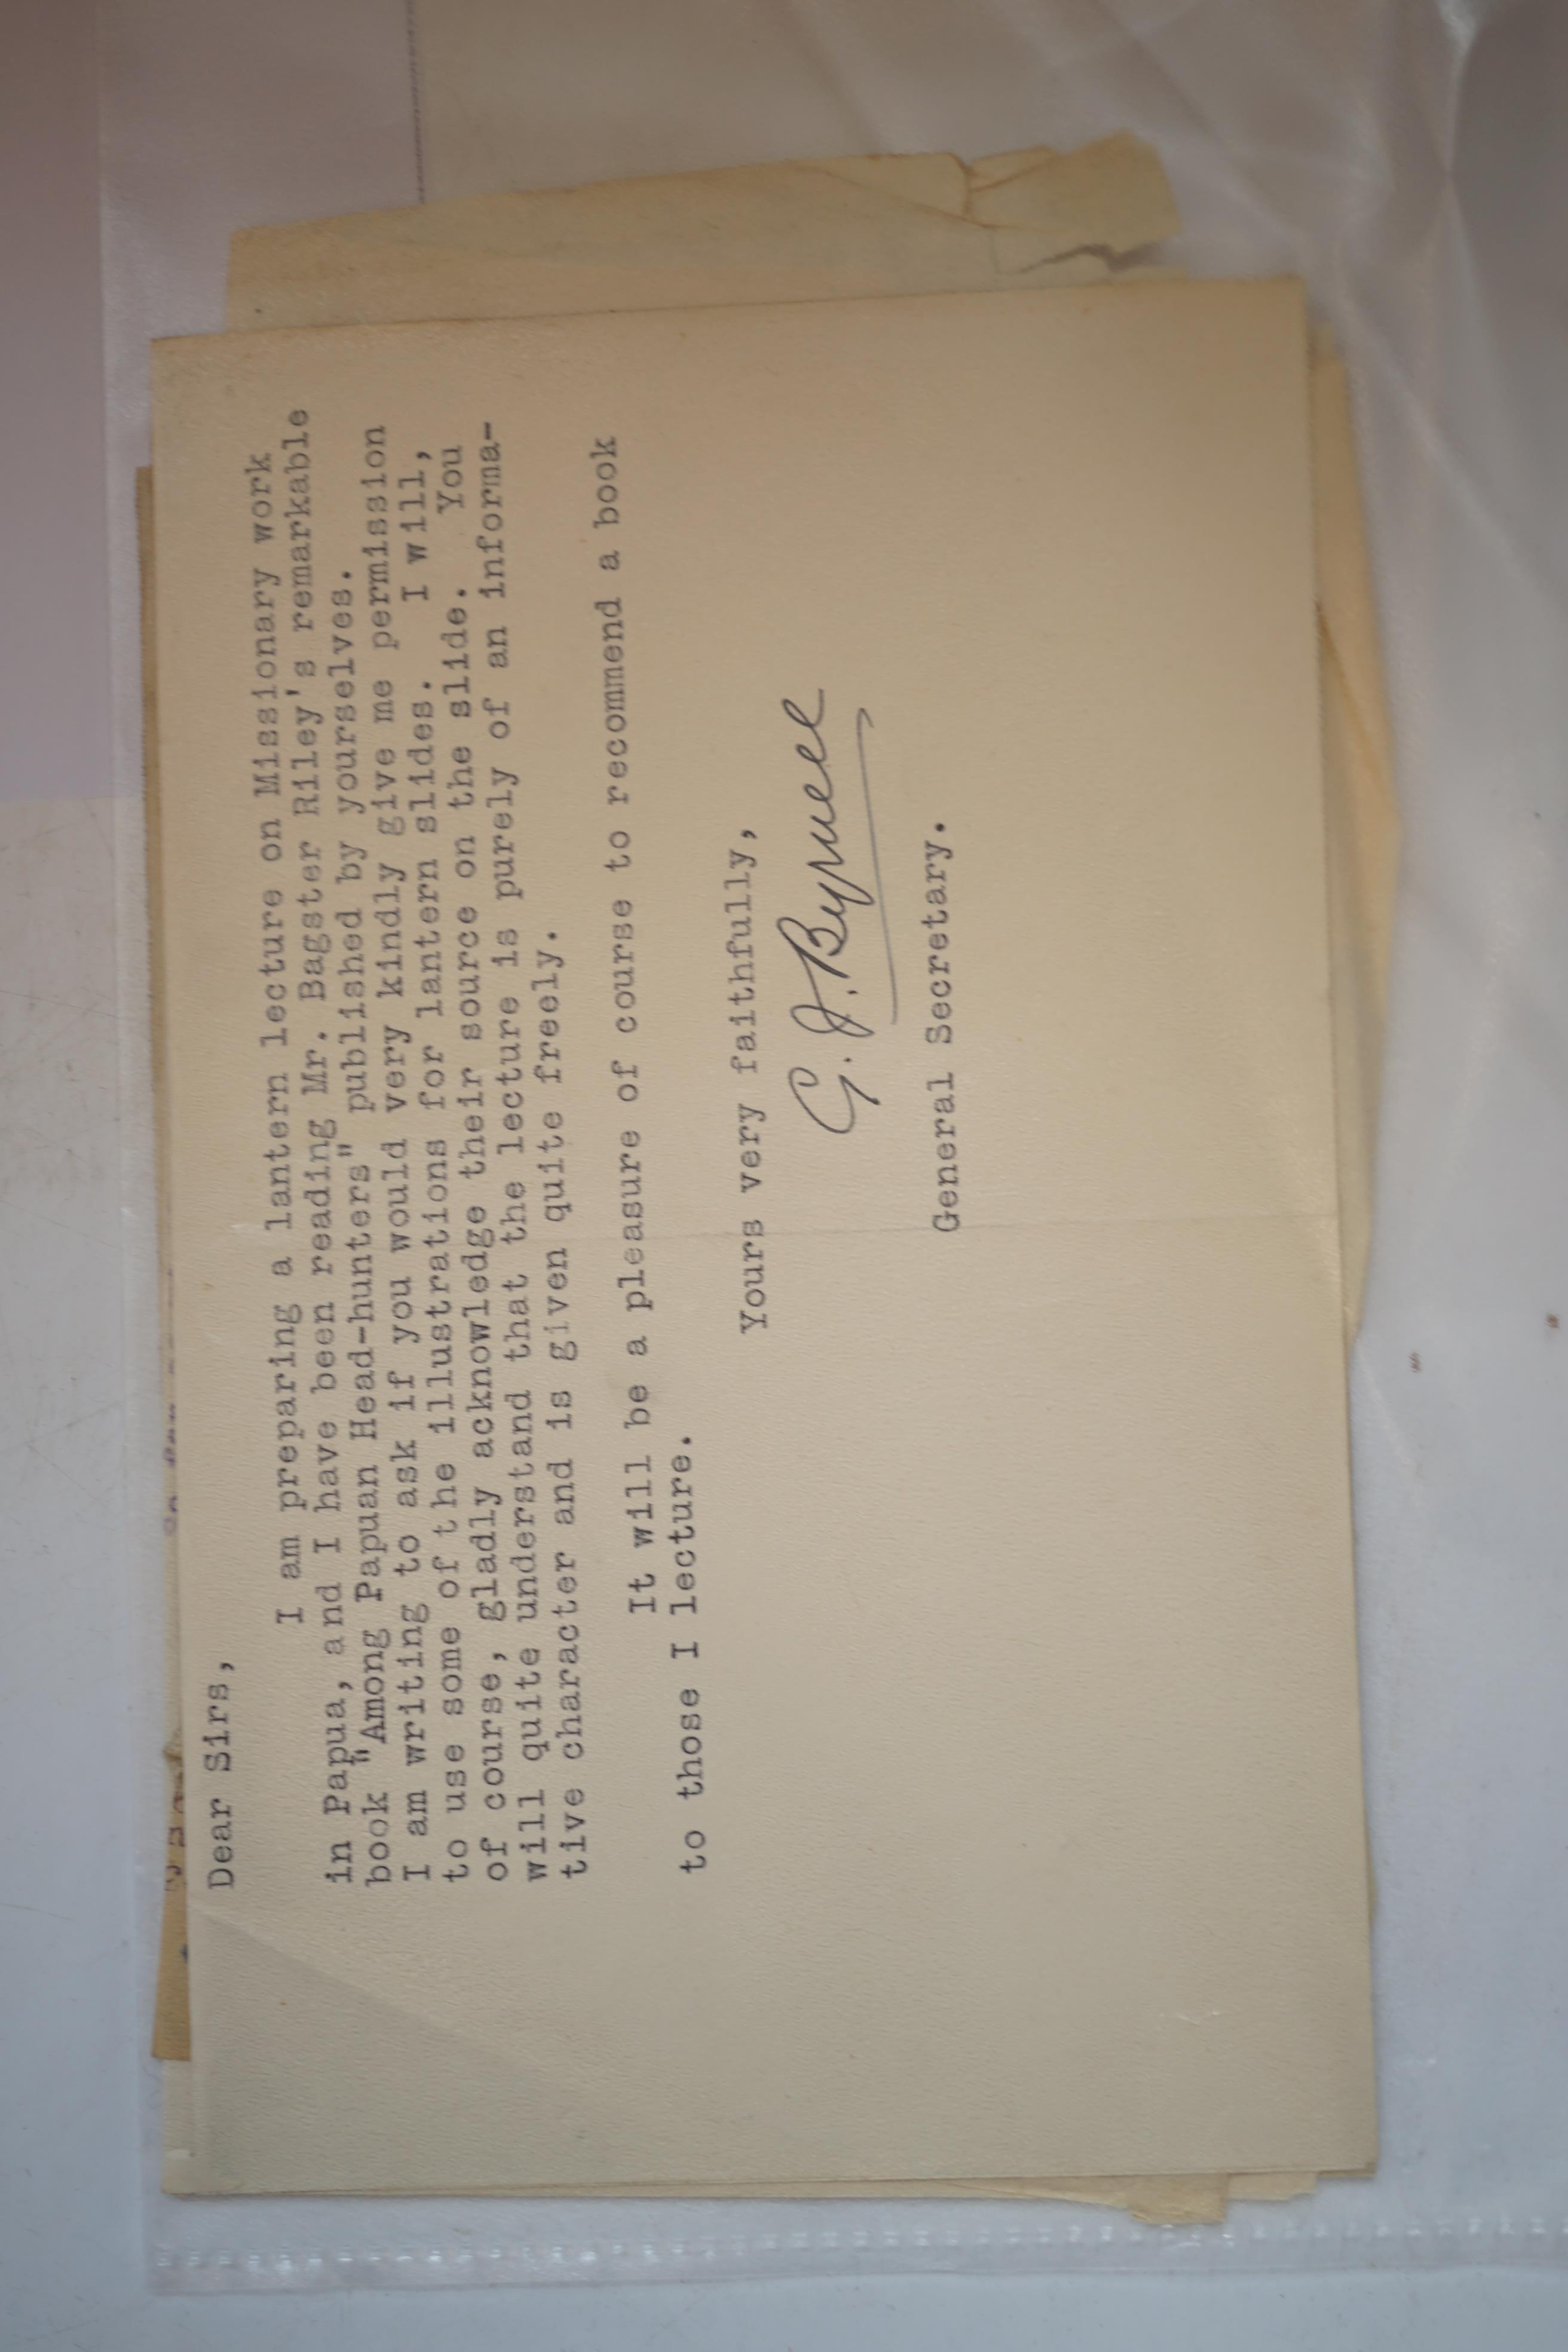 Dear Sirs,
I am preparing a lantern lecture on Missionary work
in Papua, and I have been reading Mr. Bagster Riley's remarkable
book "Among Papuan Head-hunters" published by yourselves.
I am writing to ask if you would very kindly give me permission
to use some of the illustrations for lantern slides. I will,
of course, gladly acknowledge their source on the slide. You
will quite understand that the lecture is purely of an informa-
tive character and is given quite freely.
It will be a pleasure of course to recommend a book
to those I lecture.
Yours very faithfully,
General Secretary.